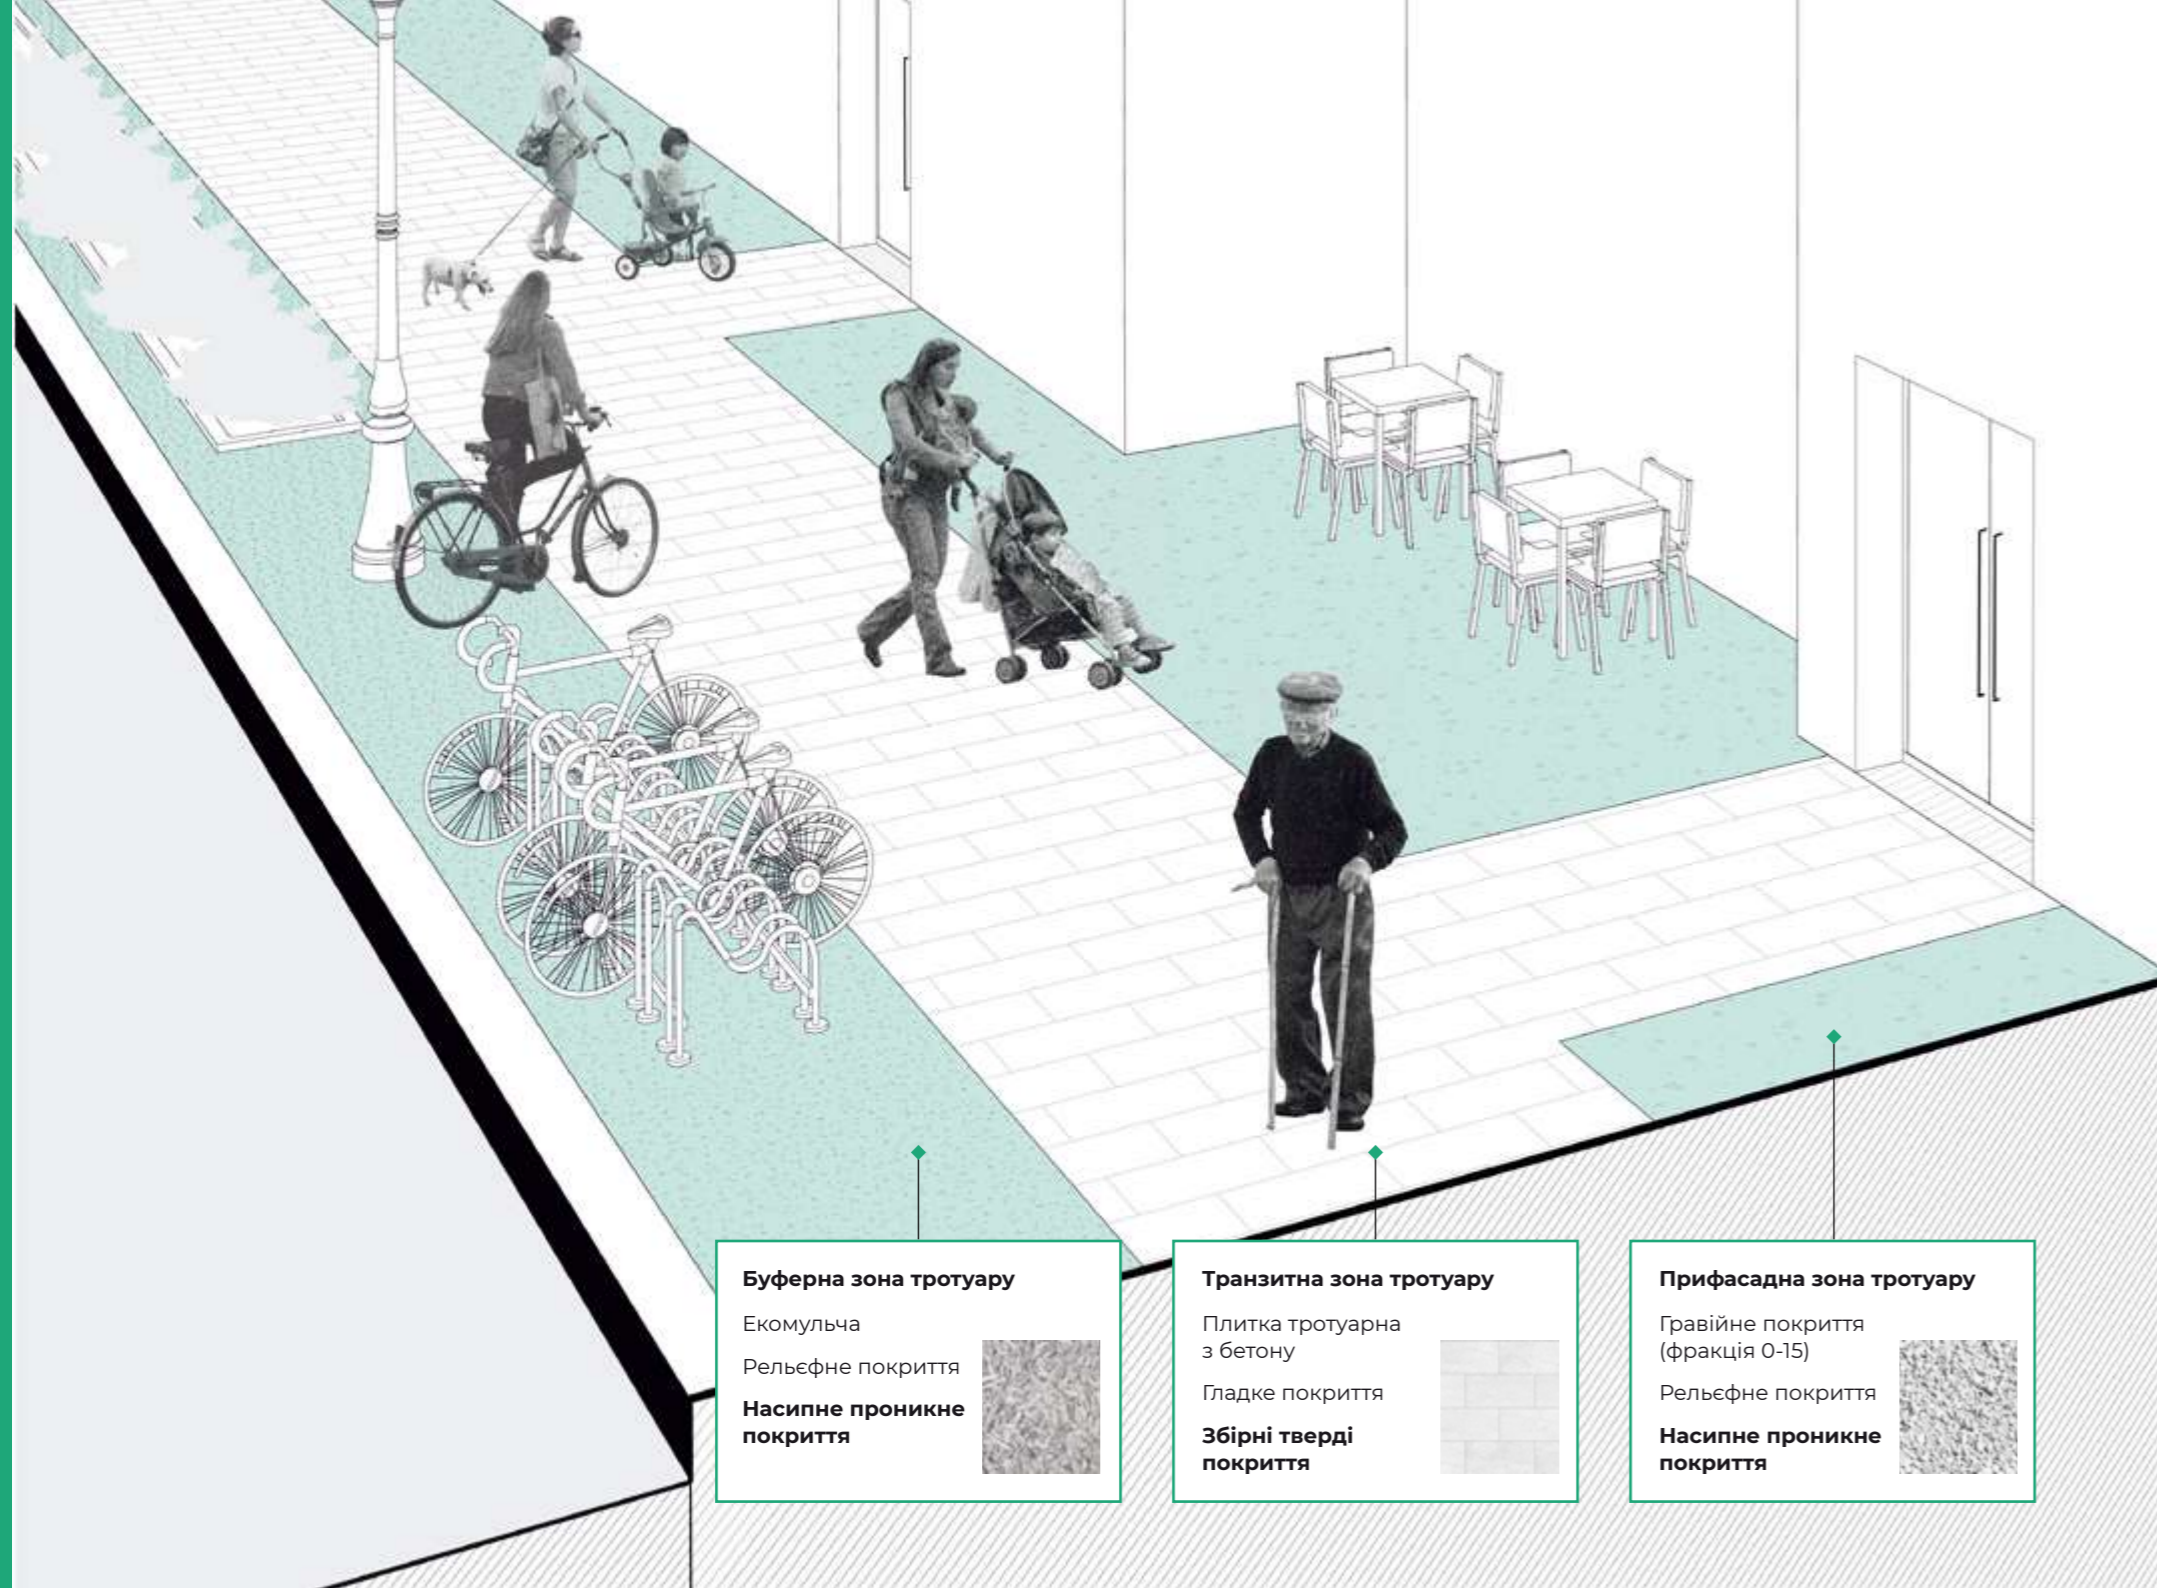 Буферна зона тротуару
Екомульча
Рельєфне покриття
Насипне проникне
покриття
Транзитна зона тротуару
Плитка тротуарна
з бетону
Гладке покриття
Збірні тверді
покриття
Прифасадна зона тротуару
Гравійне покриття
(фракція 0-15)
Рельєфне покриття
Насипне проникне
покриття